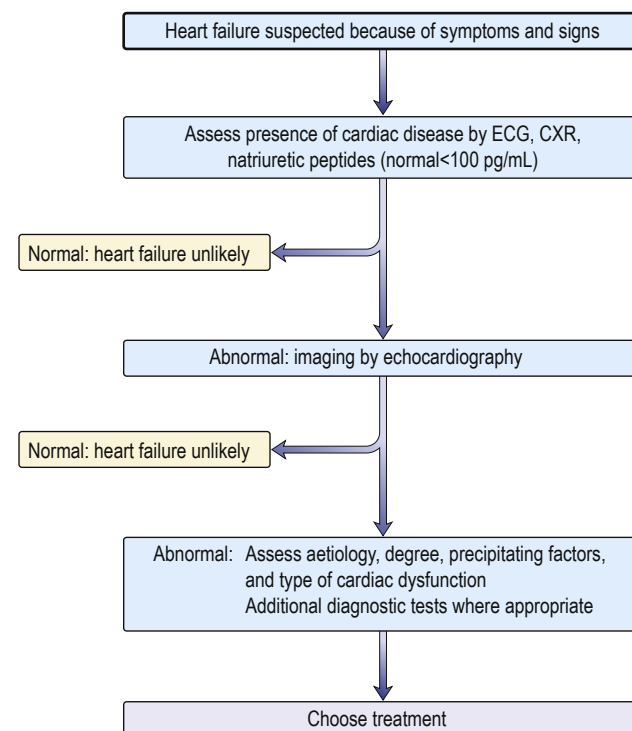 Heart failure suspected because of symptoms and signs
Assess presence of cardiac disease by ECG, CXR,
natriuretic peptides (normal<100 pg/mL)
Normal: heart failure unlikely
Abnormal: imaging by echocardiography
Normal: heart failure unlikely
Abnormal: Assess aetiology, degree, precipitating factors,
and type of cardiac dysfunction
Additional diagnostic tests where appropriate
Choose treatment